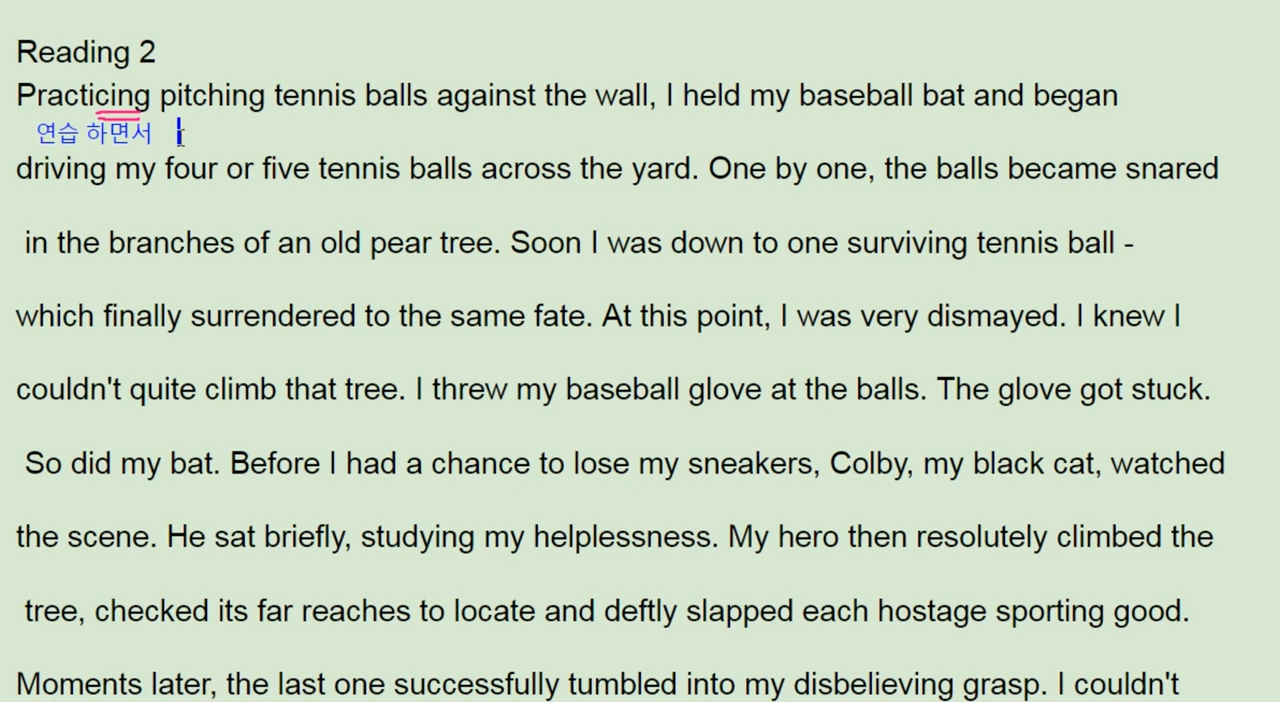 Reading 2
Practicing pitching tennis balls against the wall, I held my baseball bat and began
연습 하면서
driving my four or five tennis balls across the yard. One by one, the balls became snared
in the branches of an old pear tree. Soon I was down to one surviving tennis ball -
which finally surrendered to the same fate. At this point, I was very dismayed. I knew I
couldn't quite climb that tree. I threw my baseball glove at the balls. The glove got stuck.
So did my bat. Before I had a chance to lose my sneakers, Colby, my black cat, watched
the scene. He sat briefly, studying my helplessness. My hero then resolutely climbed the
tree, checked its far reaches to locate and deftly slapped each hostage sporting good.
Moments later, the last one successfully tumbled into my disbelieving grasp. I couldn't